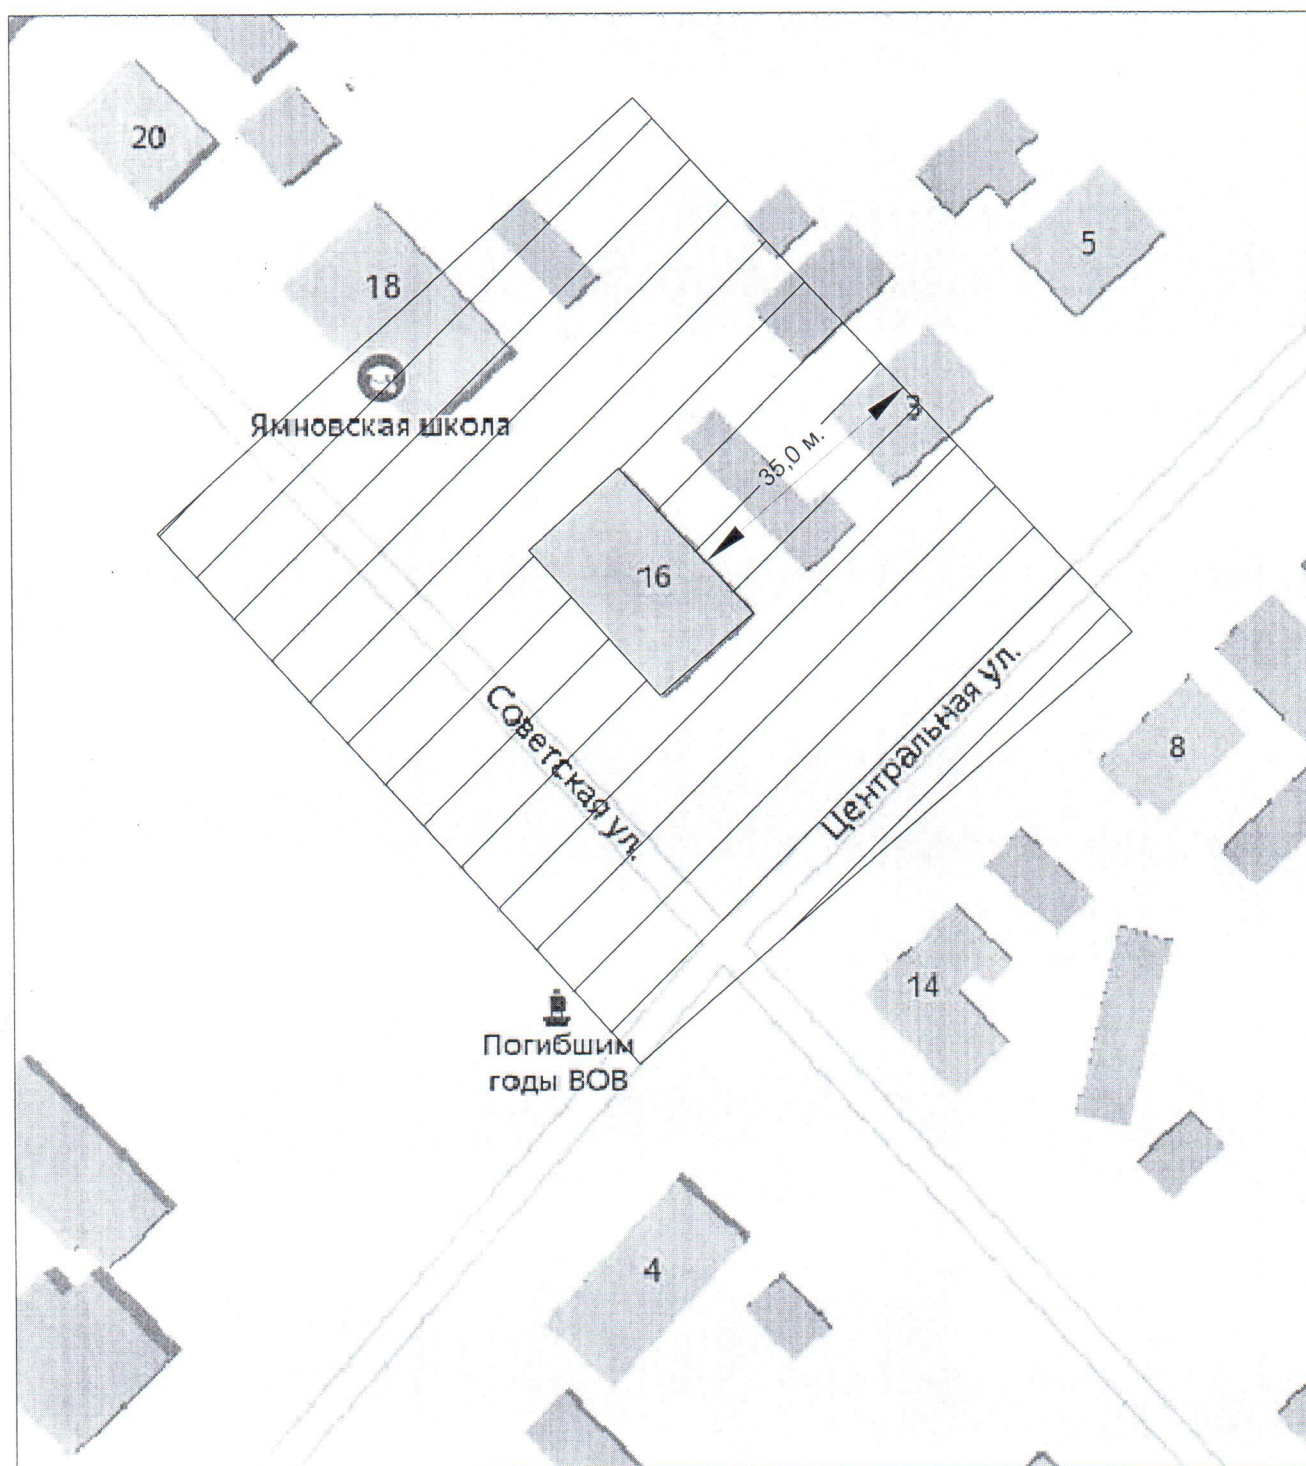 20
5
18
3
Ямновская школа
35,0 м.
16
Советская ул.
Центральная ул.
8
14
Погибшим
годы ВОВ
4